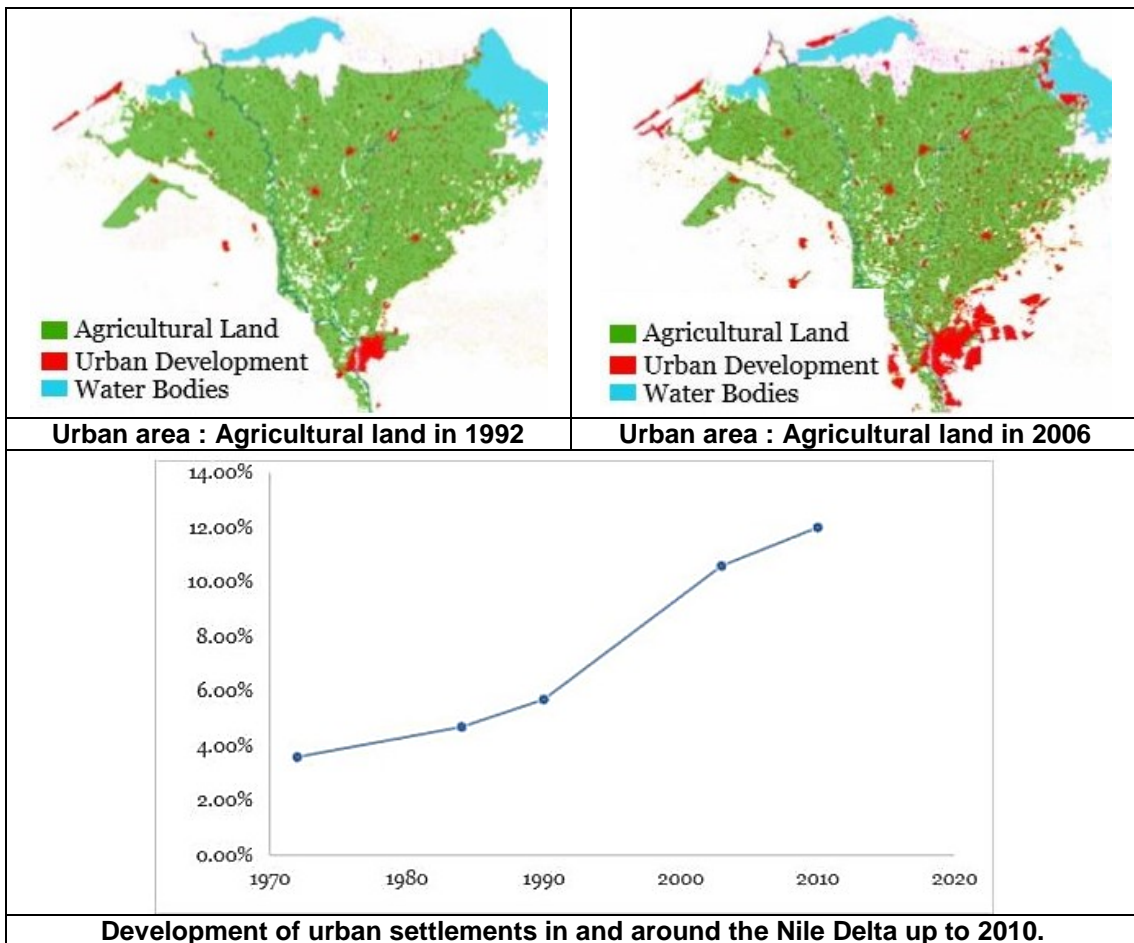 Agricultural Land
Urban Development
Water Bodies
Agricultural Land
Urban Development
Water Bodies
Urban area : Agricultural land in 1992
Urban area : Agricultural land in 2006
14.00%
12.00%
10.00%
8.00%
6.00%
4.00%
2.00%
0.00%
1970 1980 1990 2000 2010 2020
Development of urban settlements in and around the Nile Delta up to 2010.